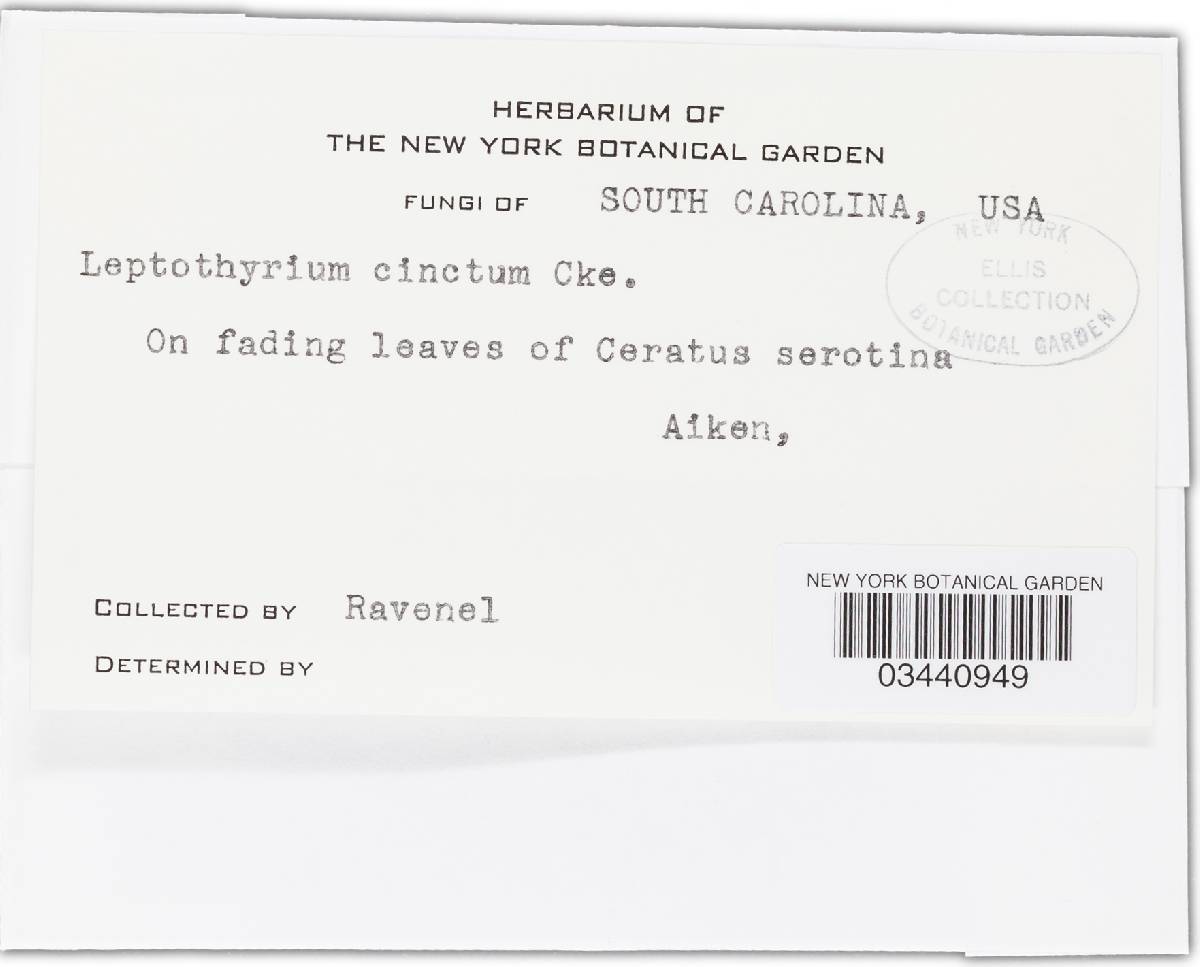 HERBARIUM OF
THE NEW YORK BOTANICAL GARDEN
FUNGI OF SOUTH CAROLINA, USA
NEW YORK
ELLIS
COLLECTION
BOTANICAL GARDEN
Leptothyrium cinctum Cke.
On fading leaves of Ceratus serotina
Aiken,
NEW YORK BOTANICAL GARDEN
03440949
COLLECTED BY Ravenel
DETERMINED BY